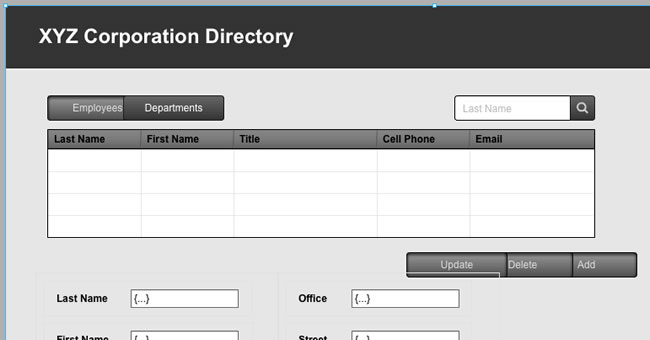 XYZ Corporation Directory
Employees Departments Last Name
Last Name First Name Title Cell Phone Email
Update Delete Add
Last Name {...} Office {...}
First Name {...} Street {...}